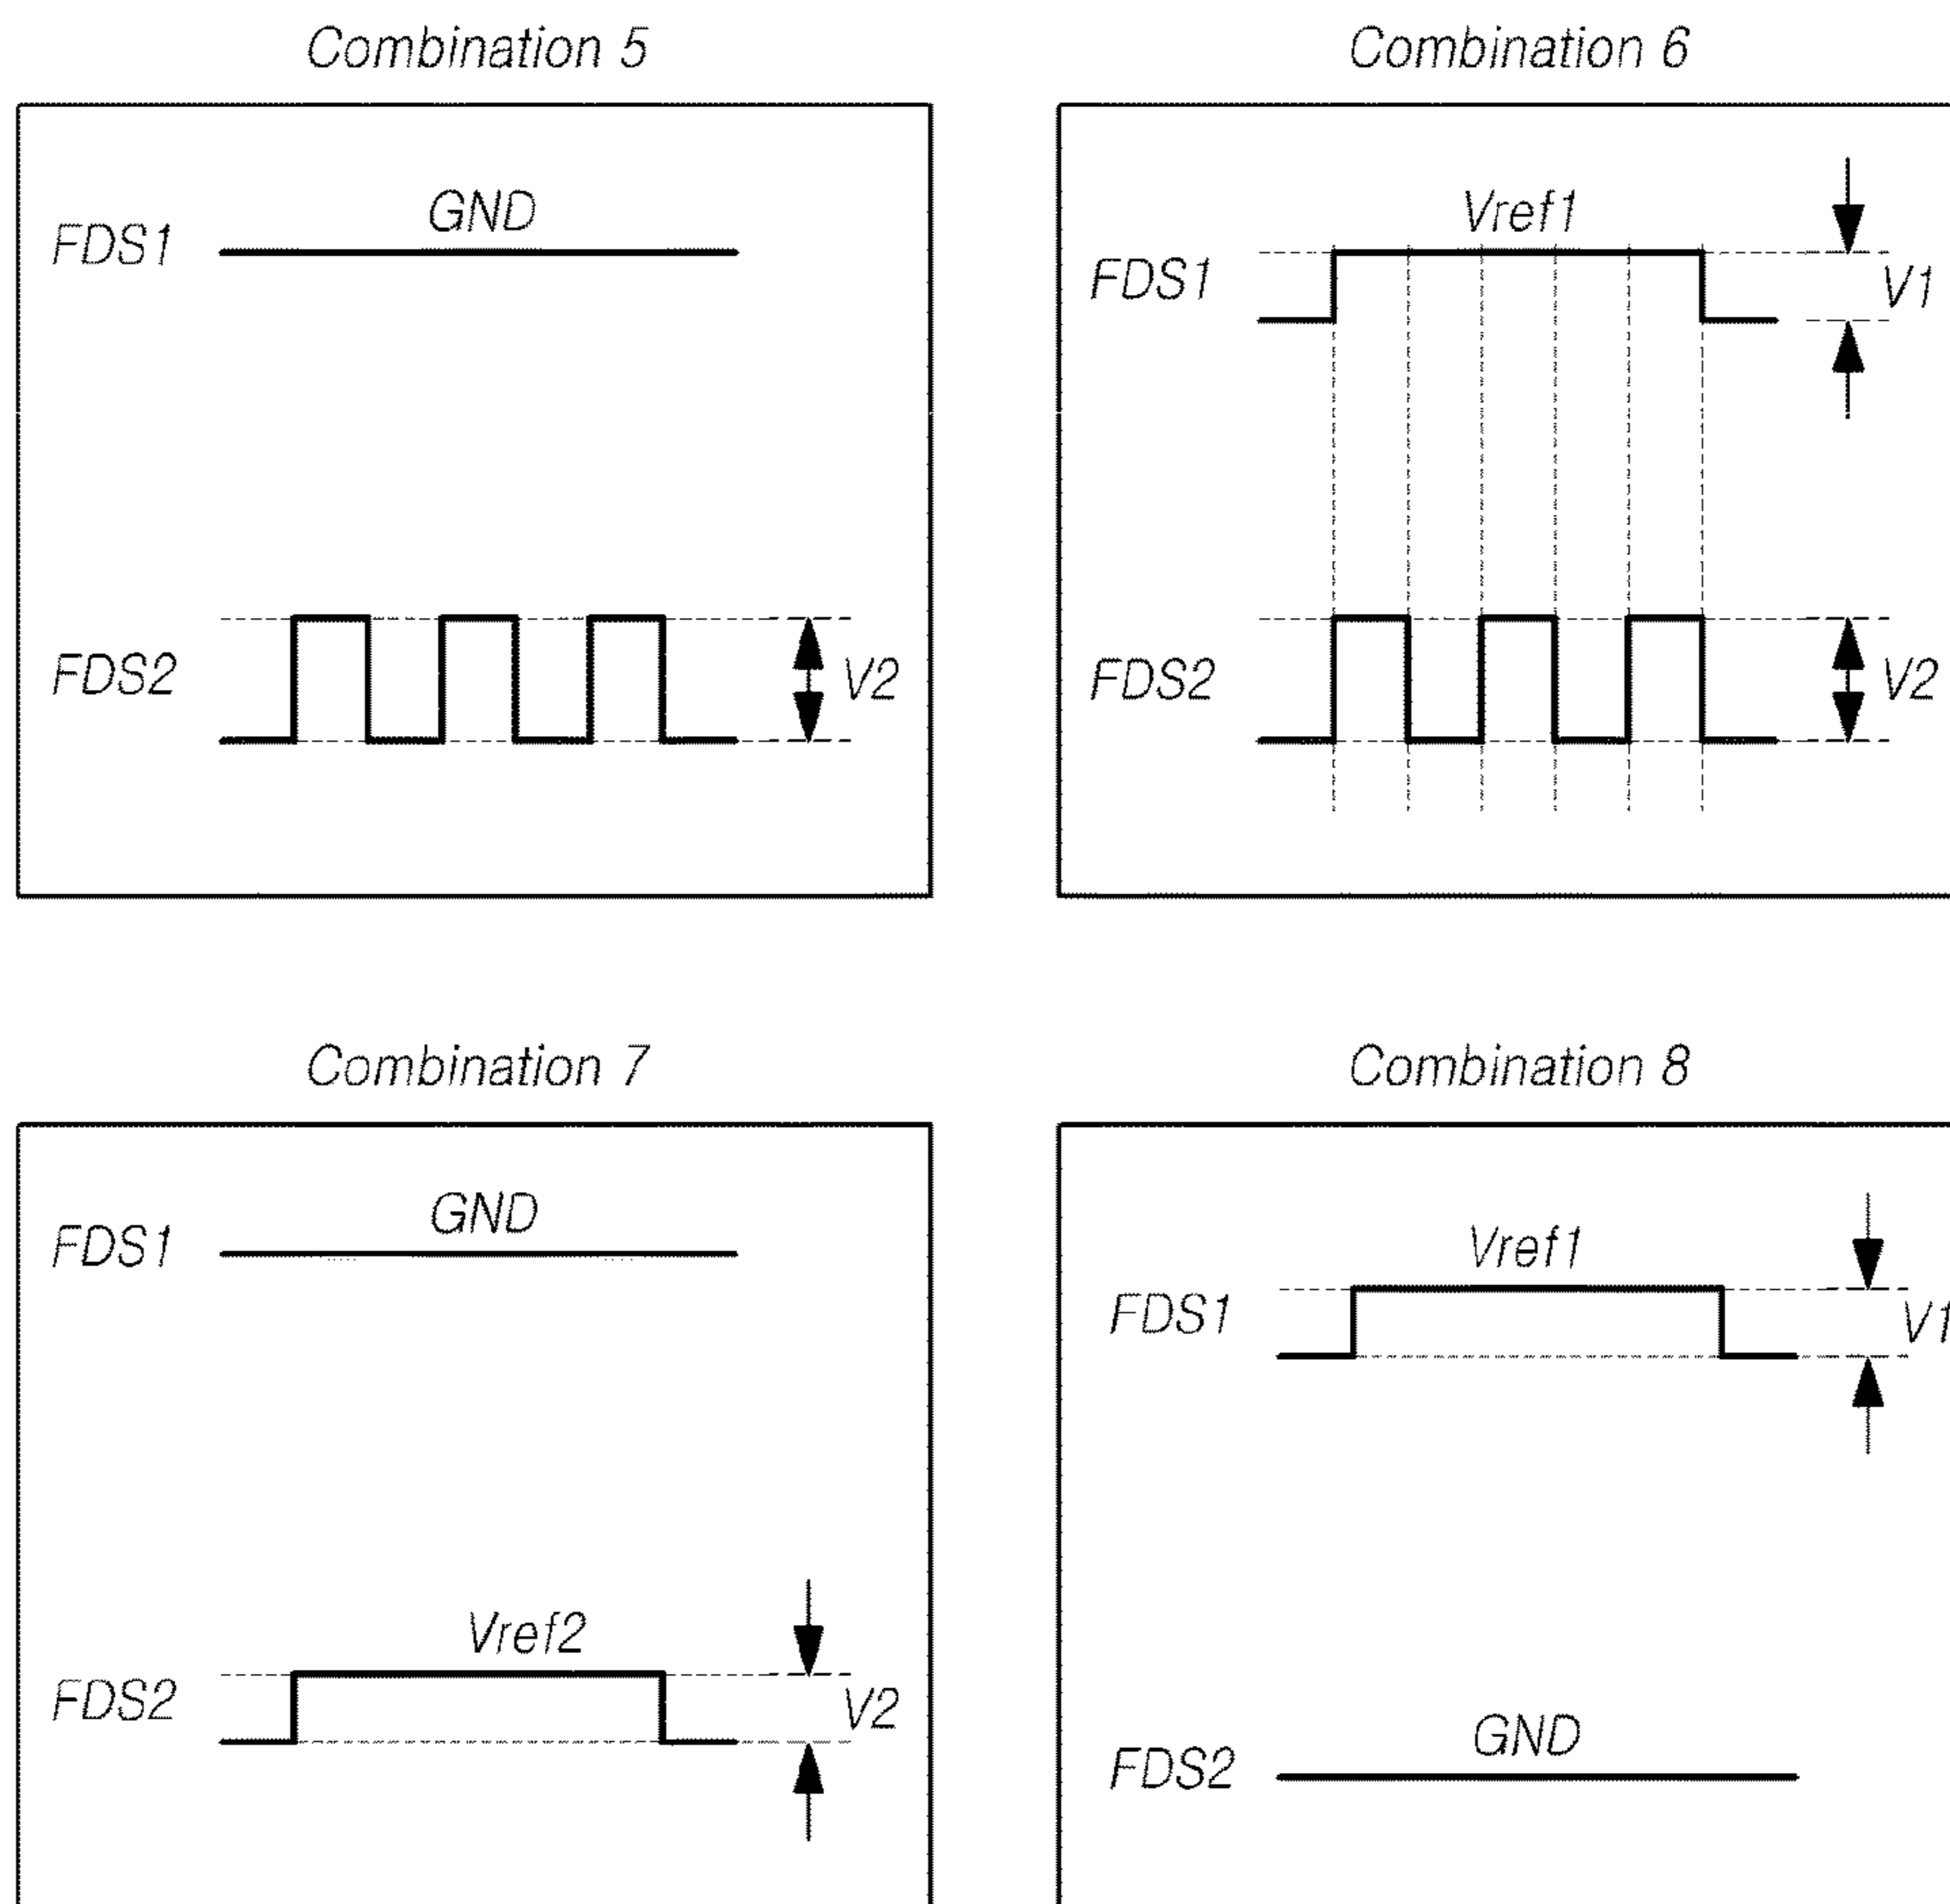 Combination 5
GND
FDS1
FDS2
V2
Combination 6
Vref1
FDS1
V1
FDS2
V2
Combination 7
GND
FDS1
Vref2
FDS2
V2
Combination 8
Vref1
FDS1
V1
GND
FDS2